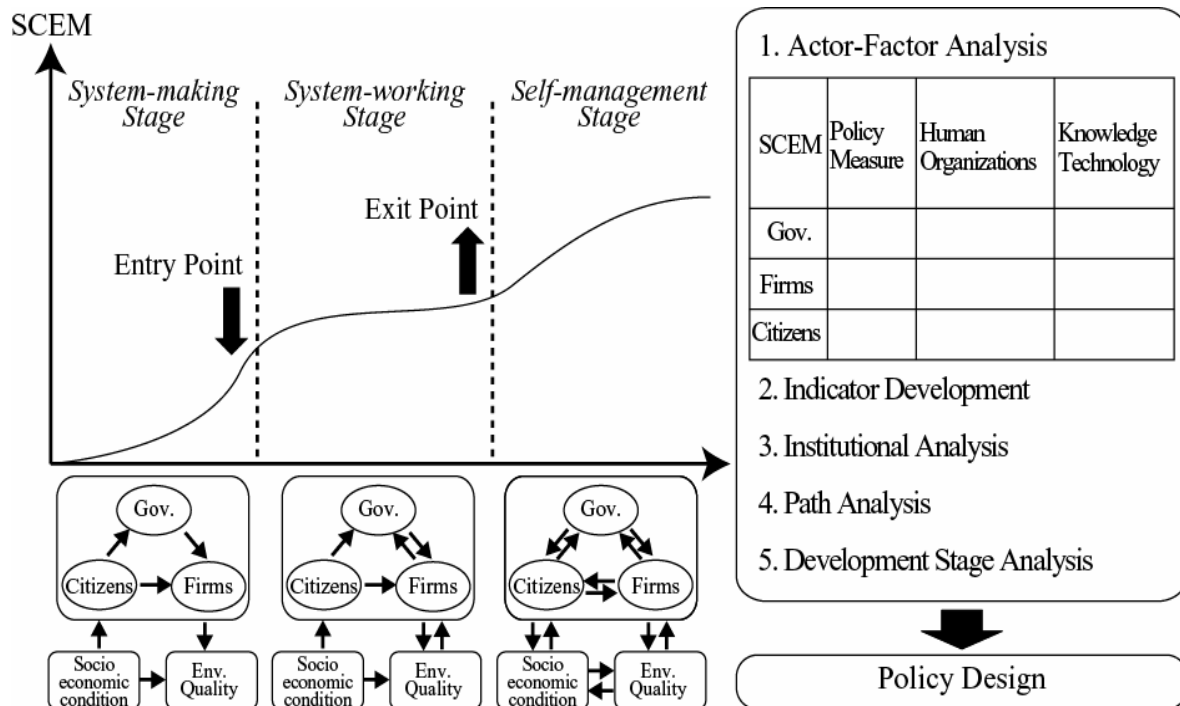 SCEM
System-making
Stage
System-working
Stage
Self-management
Stage
Entry Point
Exit Point
Gov.
Citizens
Firms
Socio
economic
condition
Env.
Quality
Gov.
Citizens
Firms
Socio
economic
condition
Env.
Quality
Gov.
Citizens
Firms
Socio
economic
condition
Env.
Quality
1. Actor-Factor Analysis
SCEM
Policy
Measure
Human
Organizations
Knowledge
Technology
Gov.
Firms
Citizens
2. Indicator Development
3. Institutional Analysis
4. Path Analysis
5. Development Stage Analysis
Policy Design